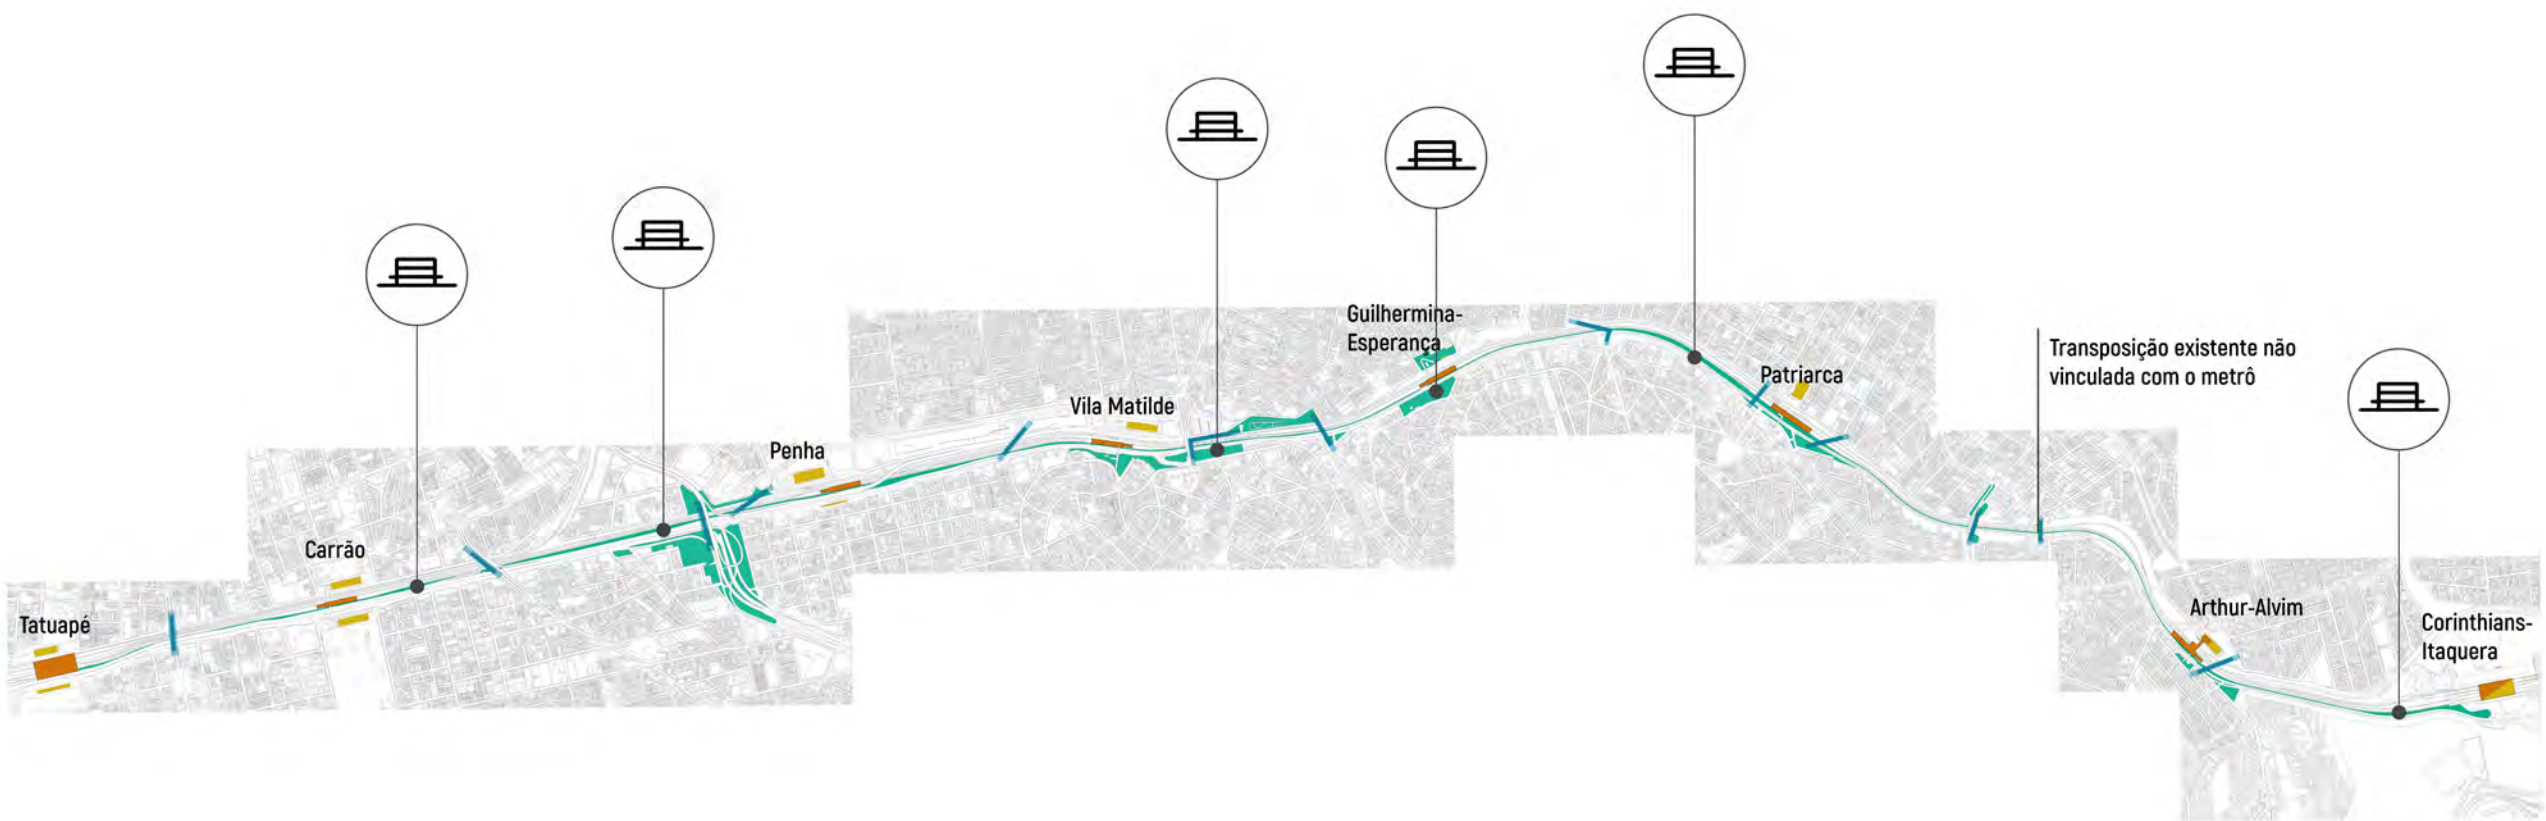 Tatuapé
Carrão
Penha
Vila Matilde
Guilhermina-
Esperança
Patriarca
Transposição existente não
vinculada com o metrô
Arthur-Alvim
Corinthians-
Itaquera